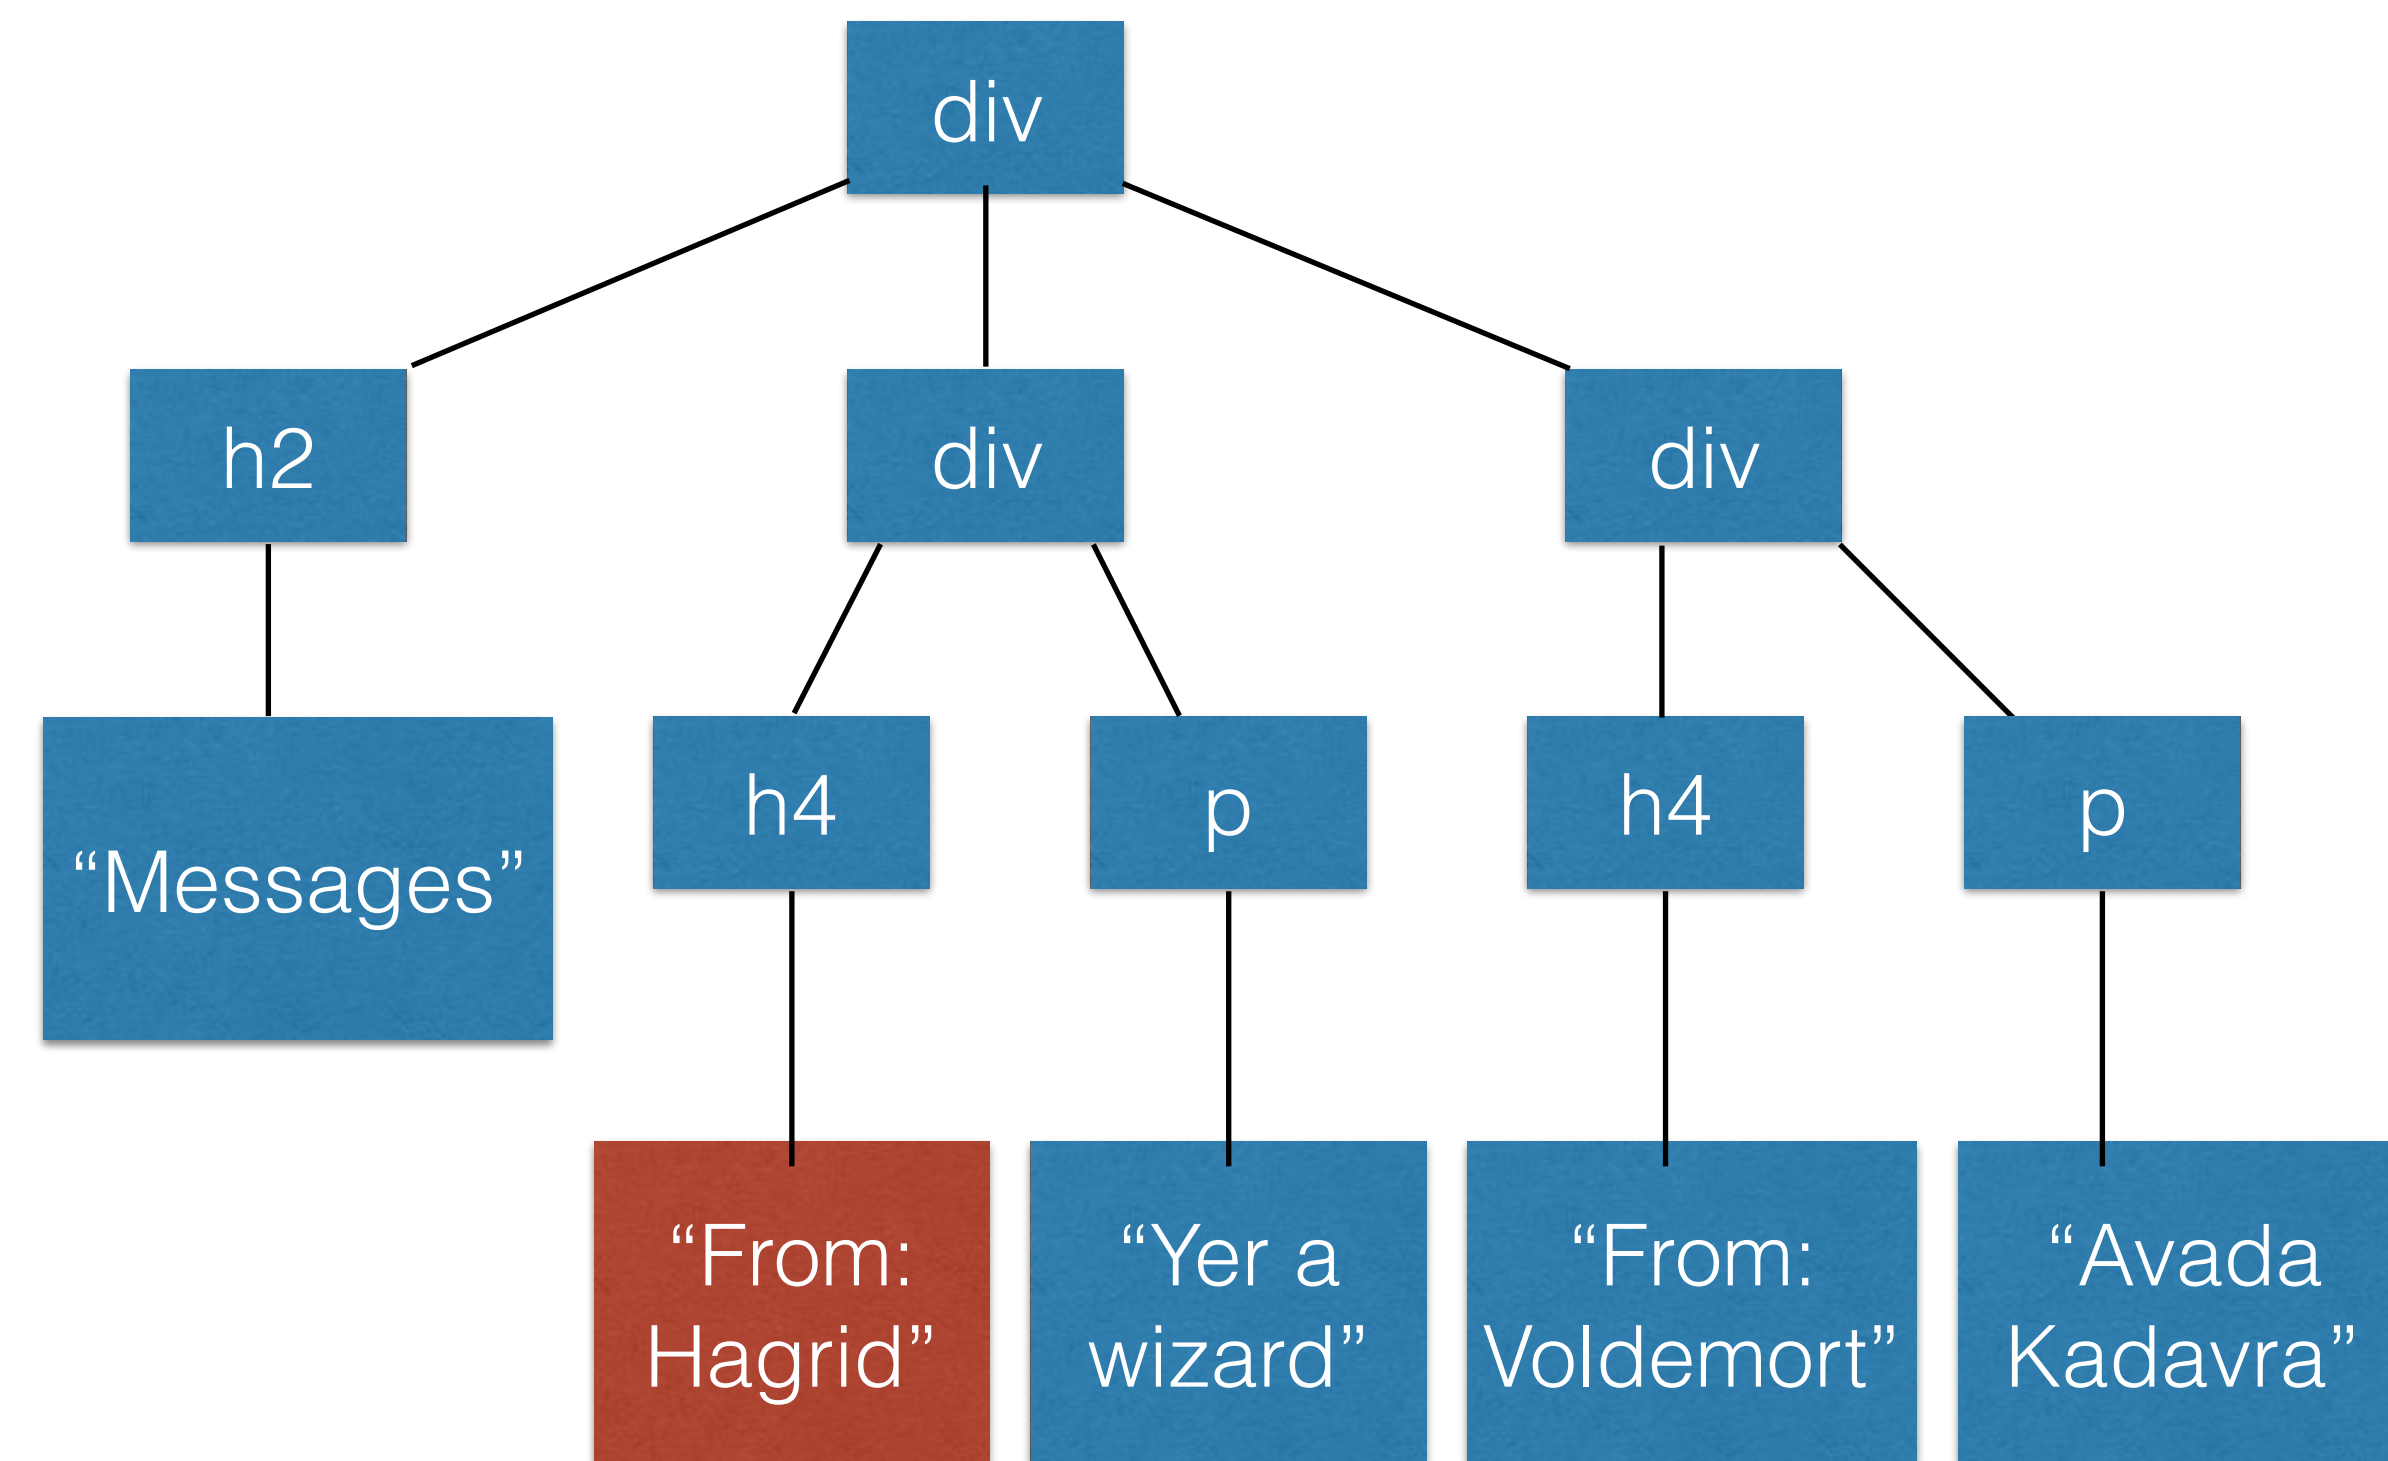 div
h2
div
div
“Messages”
h4
p
h4
p
“From:
Hagrid”
“Yer a
wizard”
“From:
Voldemort”
“Avada
Kadavra”